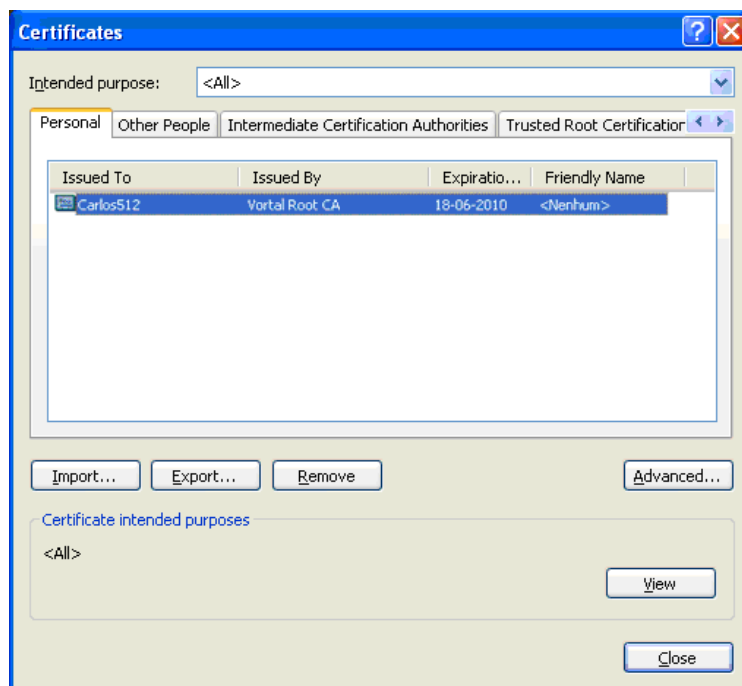 Certificates
Intended purpose: <All>
Personal Other People Intermediate Certification Authorities Trusted Root Certification
Issued To Issued By Expiratio... Friendly Name
Carlos512 Vortal Root CA 18-06-2010 <Nenhum>
Import... Export... Remove Advanced...
Certificate intended purposes
<All>
View
Close